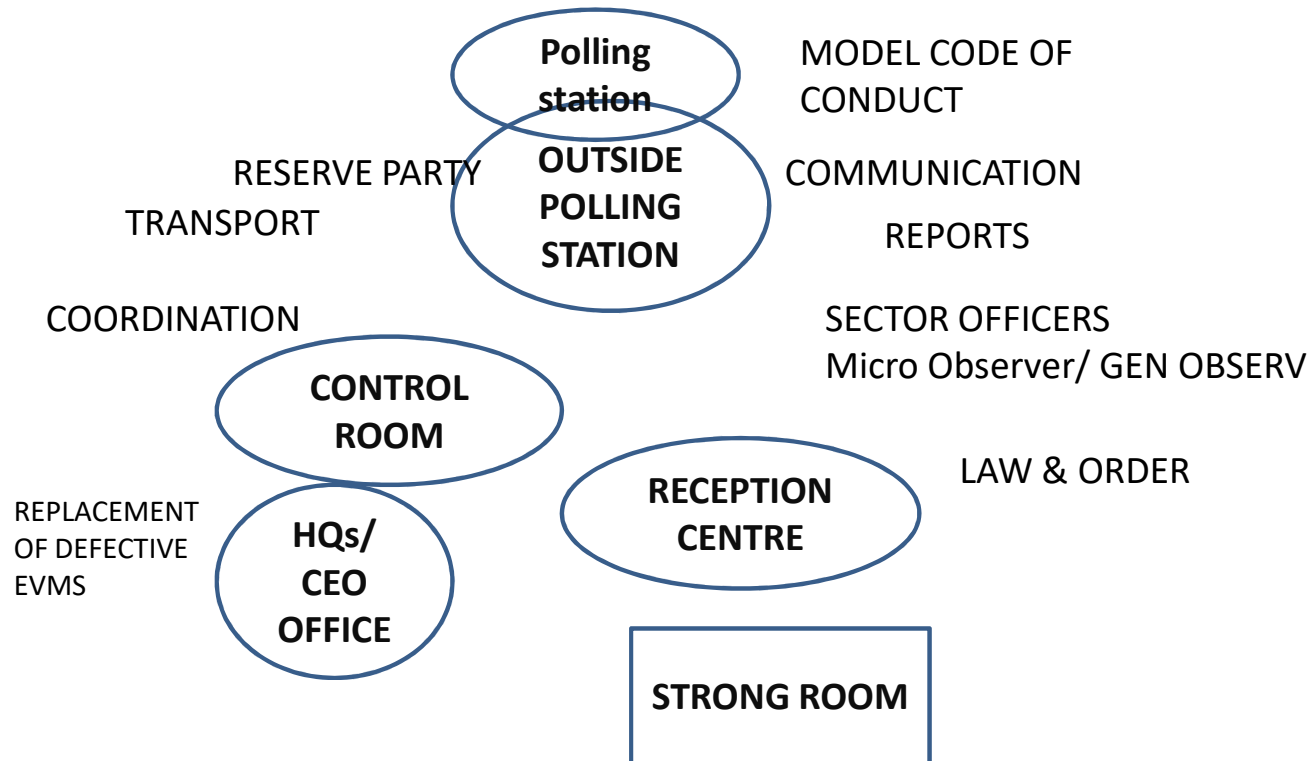 Polling
station
MODEL CODE OF
CONDUCT
RESERVE PARTY
TRANSPORT
OUTSIDE
POLLING
STATION
COMMUNICATION
REPORTS
COORDINATION
SECTOR OFFICERS
Micro Observer/ GEN OBSERV
CONTROL
ROOM
LAW & ORDER
RECEPTION
CENTRE
REPLACEMENT
OF DEFECTIVE
EVMS
HQs/
CEO
OFFICE
STRONG ROOM